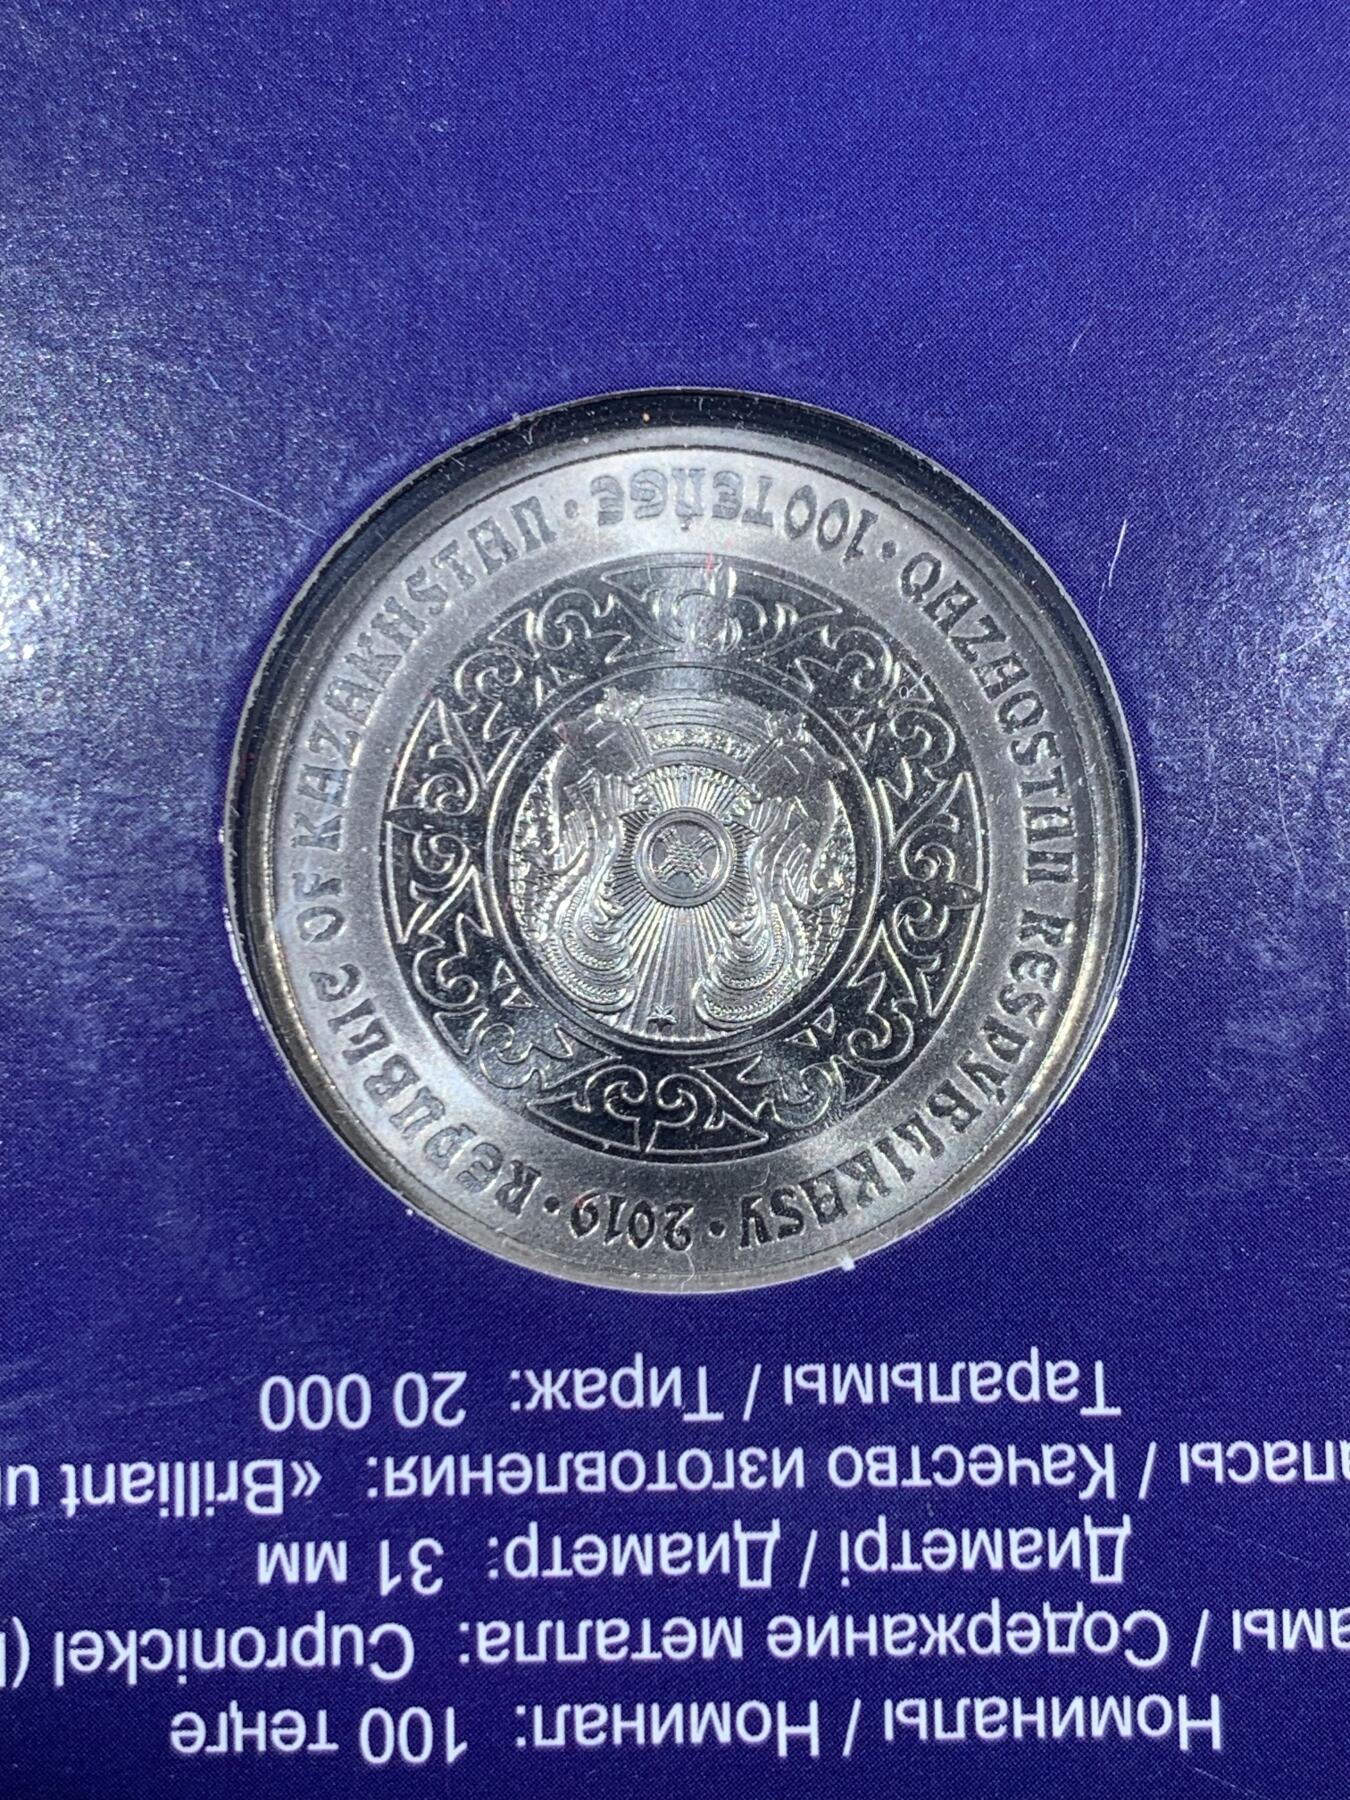 Номиналы / Номинал: 100 теңге
амы / Содержание металла: Cupronickel (
Диаметрі / Диаметр: 31 мм
апасы / Качество изготовления: «Brilliant u
Таралымы / Тираж: 20 000
QAZAQSTAN RESPÝBLIKASY · 2019 · REPUBLIC OF KAZAKHSTAN · 100 TEŃGE ·